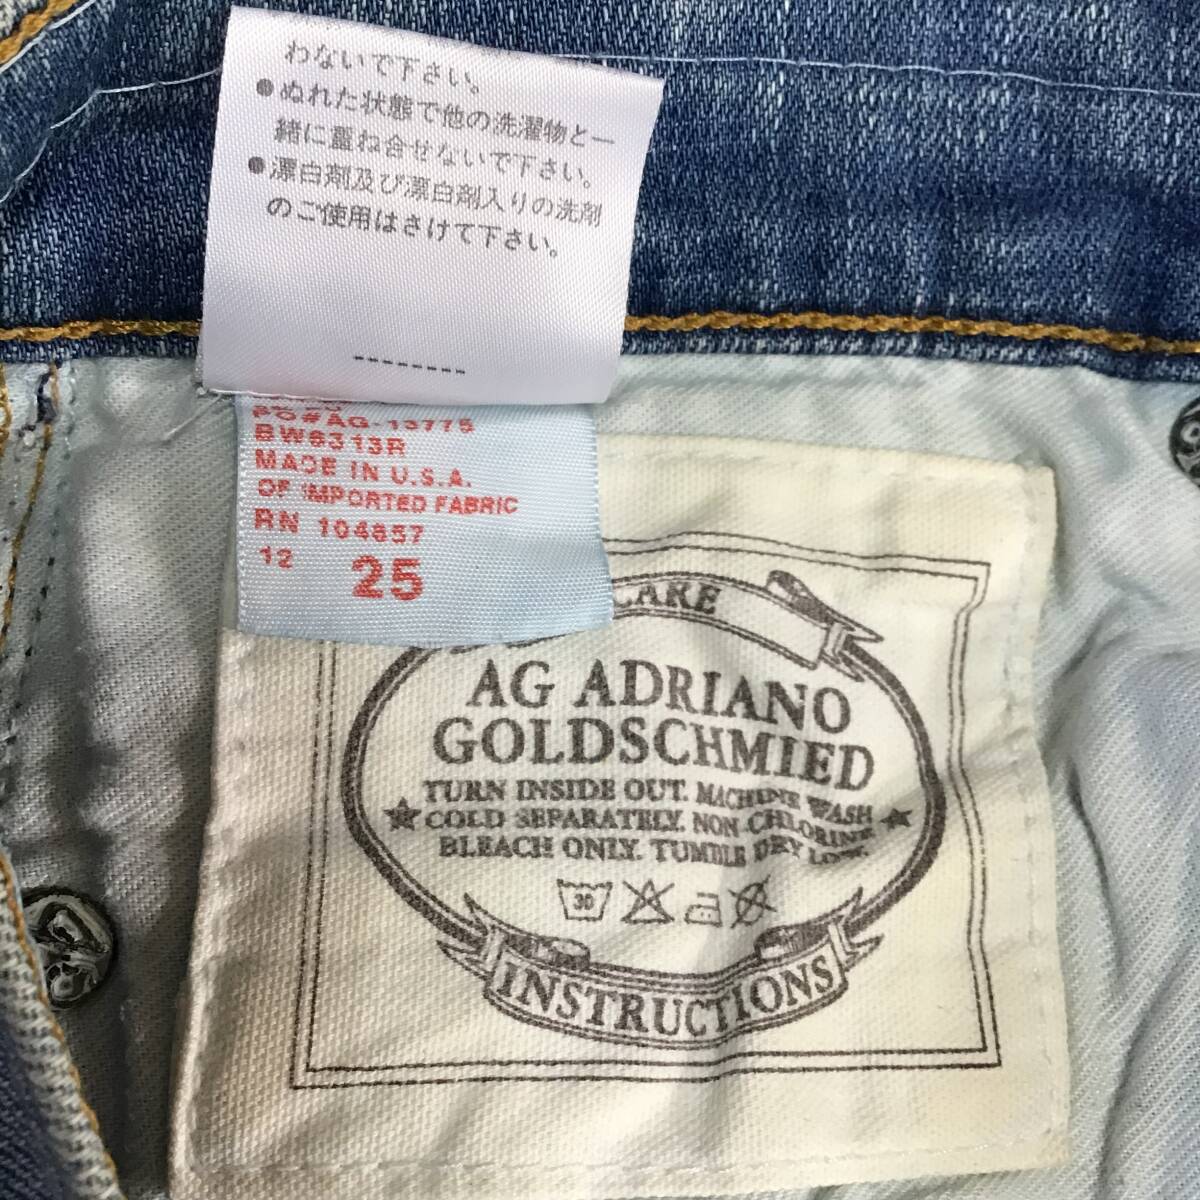 わないで下さい。
●ぬれた状態で他の洗濯物と一
緒に重ね合せないで下さい。
●漂白剤及び漂白剤入りの洗剤
のご使用はさけて下さい。
--------
PO#AG-13775
BW6313R
MADE IN U.S.A.
OF IMPORTED FABRIC
RN 104657
12 25
CARE
AG ADRIANO
GOLDSCHMIED
TURN INSIDE OUT. MACHINE WASH
COLD SEPARATELY. NON-CHLORINE
BLEACH ONLY. TUMBLE DRY LOW.
30
INSTRUCTIONS